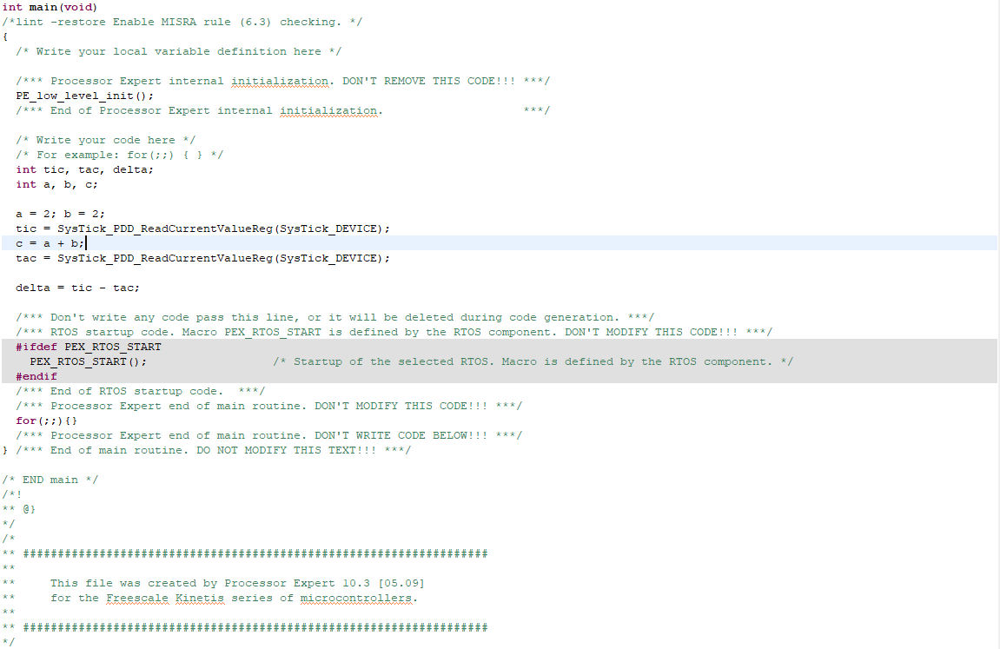 int main(void)
/*lint -restore Enable MISRA rule (6.3) checking. */
{
  /* Write your local variable definition here */

  /*** Processor Expert internal initialization. DON'T REMOVE THIS CODE!!! ***/
  PE_low_level_init();
  /*** End of Processor Expert internal initialization.                    ***/

  /* Write your code here */
  /* For example: for(;;) { } */
  int tic, tac, delta;
  int a, b, c;

  a = 2; b = 2;
  tic = SysTick_PDD_ReadCurrentValueReg(SysTick_DEVICE);
  c = a + b;
  tac = SysTick_PDD_ReadCurrentValueReg(SysTick_DEVICE);

  delta = tic - tac;

  /*** Don't write any code pass this line, or it will be deleted during code generation. ***/
  /*** RTOS startup code. Macro PEX_RTOS_START is defined by the RTOS component. DON'T MODIFY THIS CODE!!! ***/
  #ifdef PEX_RTOS_START
    PEX_RTOS_START();                  /* Startup of the selected RTOS. Macro is defined by the RTOS component. */
  #endif
  /*** End of RTOS startup code.  ***/
  /*** Processor Expert end of main routine. DON'T MODIFY THIS CODE!!! ***/
  for(;;){}
  /*** Processor Expert end of main routine. DON'T WRITE CODE BELOW!!! ***/
} /*** End of main routine. DO NOT MODIFY THIS TEXT!!! ***/

/* END main */
/*!
** @}
*/
/*
** ###################################################################
**
**     This file was created by Processor Expert 10.3 [05.09]
**     for the Freescale Kinetis series of microcontrollers.
**
** ###################################################################
*/